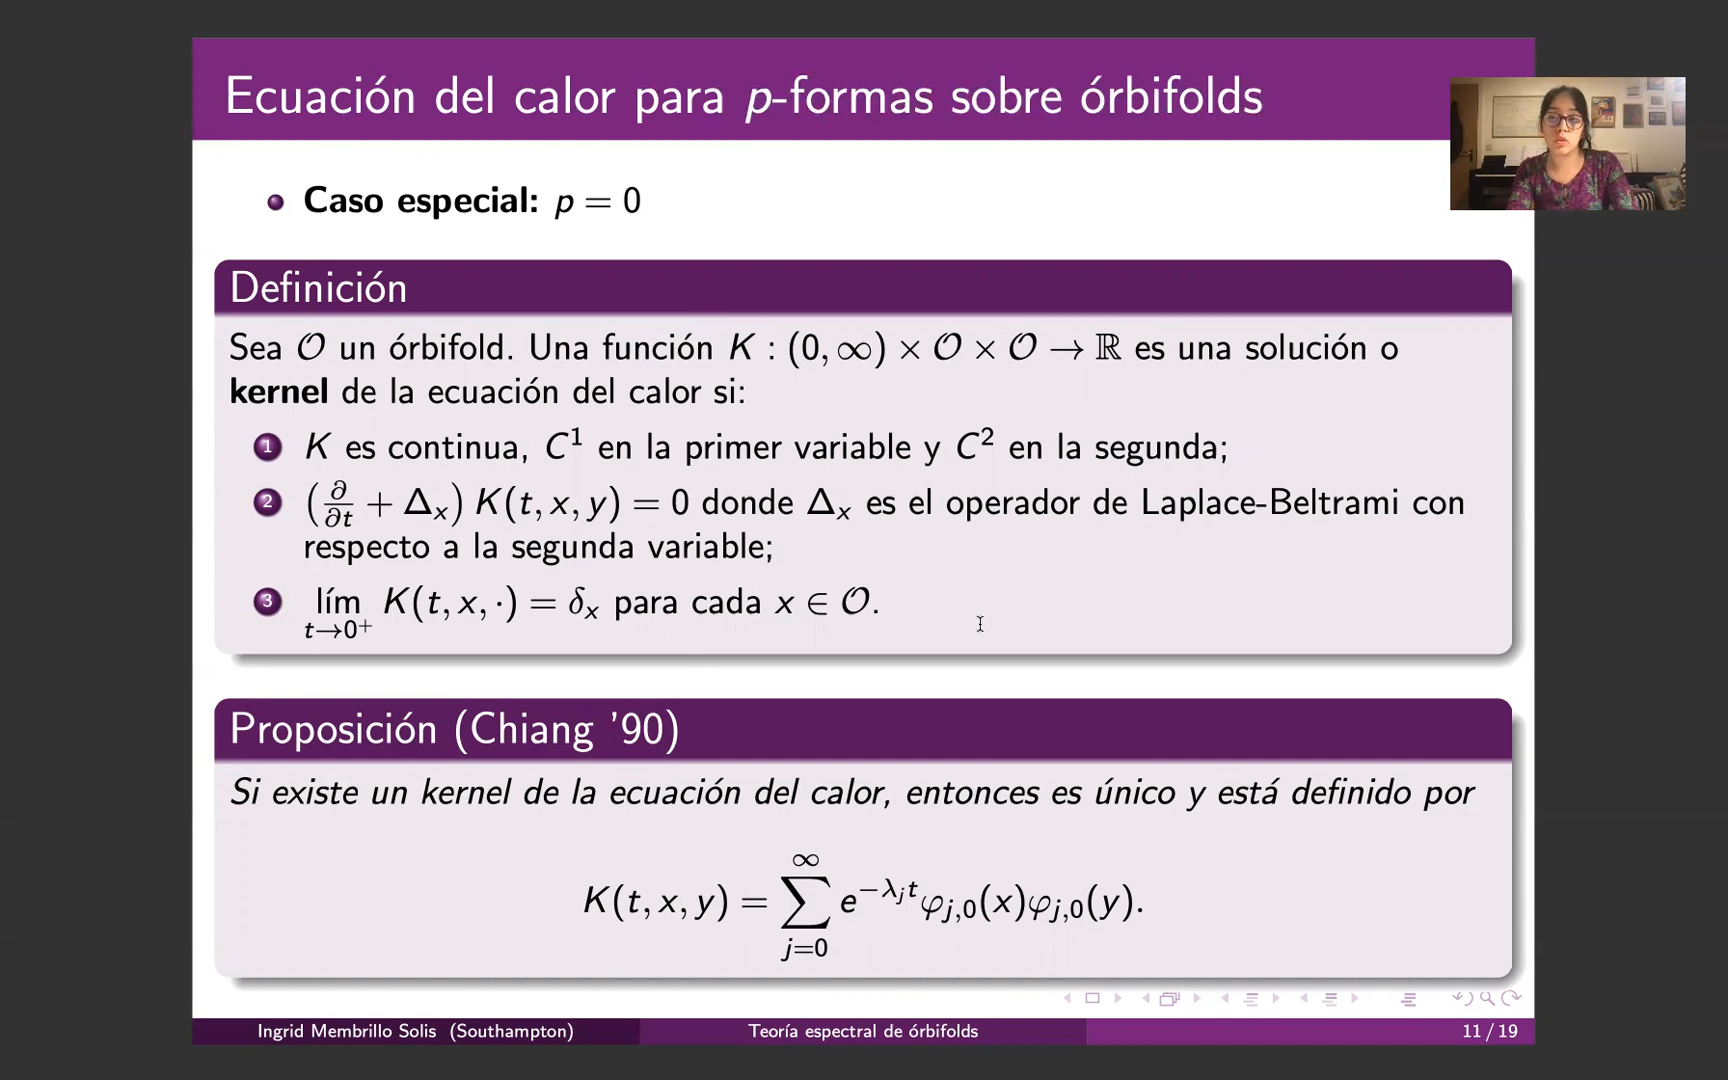 Ecuación del calor para p-formas sobre órbifolds
Caso especial: p = 0
Definición
Sea 𝒪 un órbifold. Una función K : (0, ∞) × 𝒪 × 𝒪 → ℝ es una solución o
kernel de la ecuación del calor si:
1 K es continua, C¹ en la primer variable y C² en la segunda;
2 (∂/∂t + Δₓ) K(t, x, y) = 0 donde Δₓ es el operador de Laplace-Beltrami con
respecto a la segunda variable;
3 lím_{t→0⁺} K(t, x, ·) = δₓ para cada x ∈ 𝒪.
Proposición (Chiang '90)
Si existe un kernel de la ecuación del calor, entonces es único y está definido por
K(t, x, y) = ∑_{j=0}^{∞} e^{−λ_j t} φ_{j,0}(x)φ_{j,0}(y).
Ingrid Membrillo Solis (Southampton) Teoría espectral de órbifolds 11 / 19